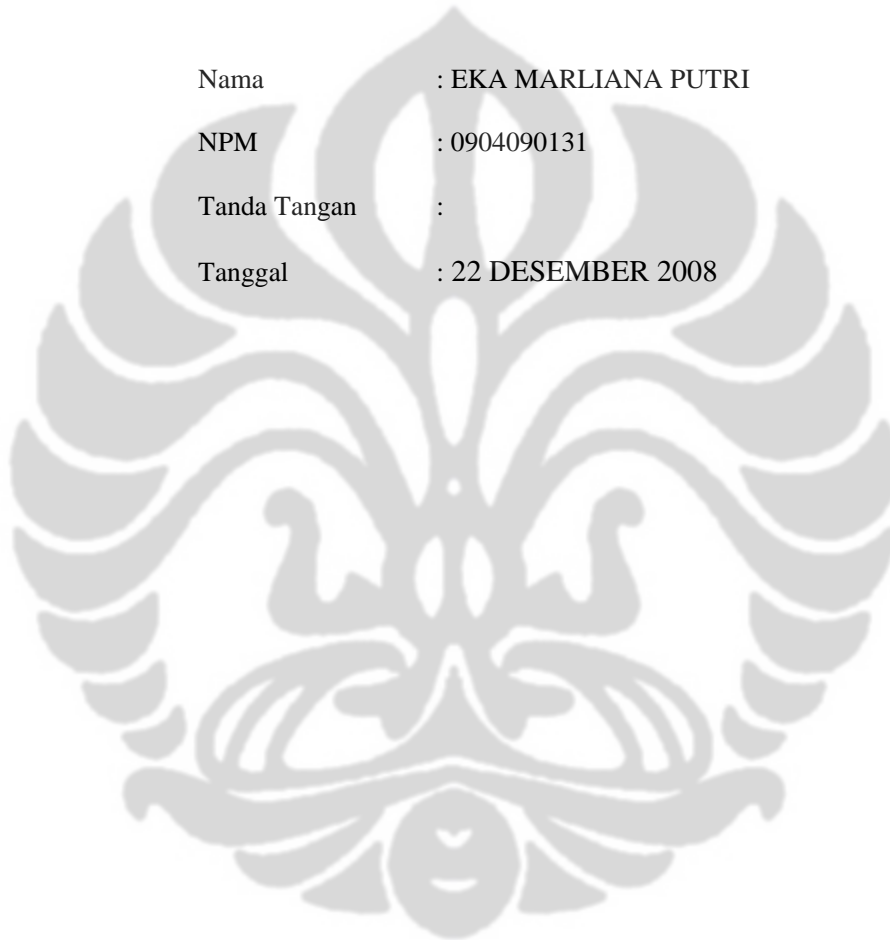 Nama : EKA MARLIANA PUTRI
NPM : 0904090131
Tanda Tangan :
Tanggal : 22 DESEMBER 2008